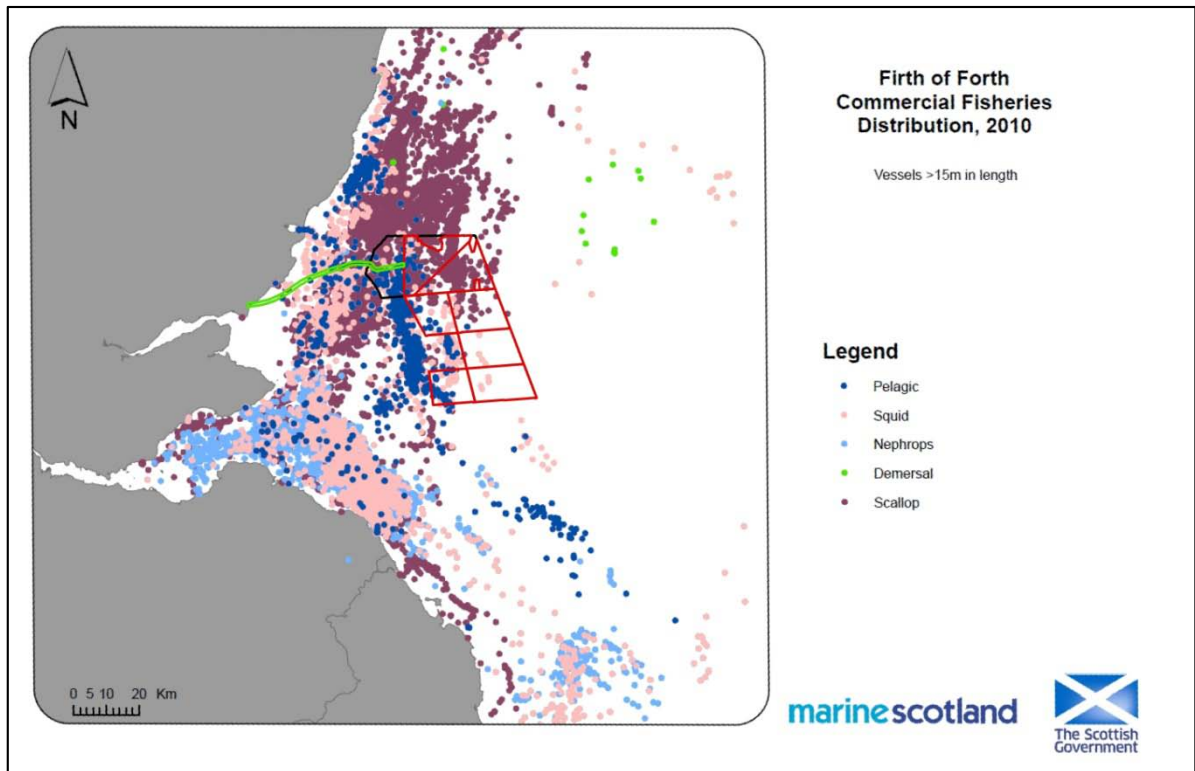 Firth of Forth
Commercial Fisheries
Distribution, 2010
Vessels >15m in length
N
Legend
Pelagic
Squid
Nephrops
Demersal
Scallop
0 5 10 20 Km
marinescotland
The Scottish
Government